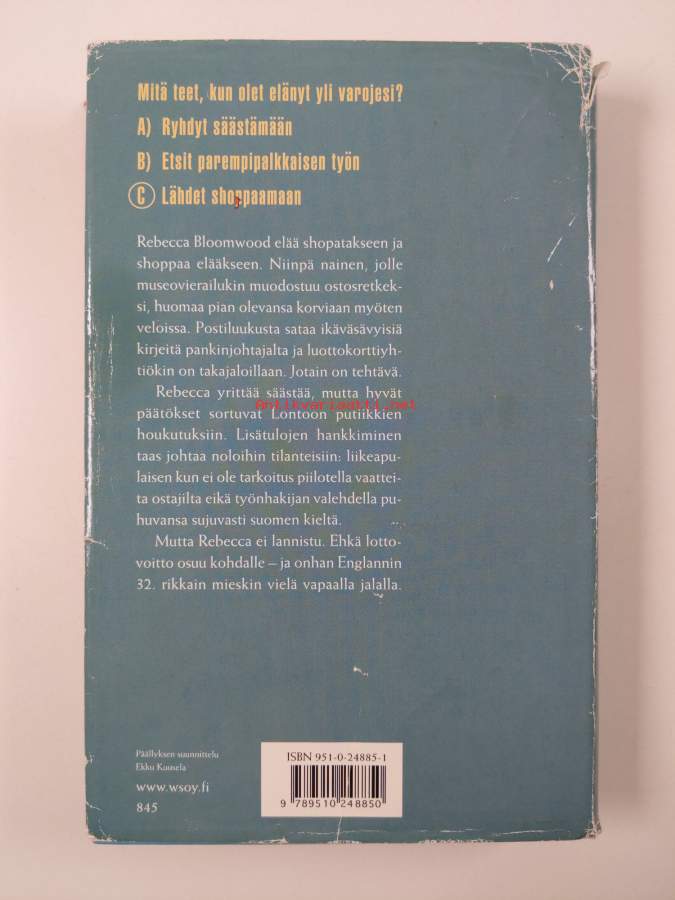 Mitä teet, kun olet elänyt yli varojesi?
A) Ryhdyt säästämään
B) Etsit parempipalkkaisen työn
C Lähdet shoppaamaan
Rebecca Bloomwood elää shopatakseen ja
shoppaa elääkseen. Niinpä nainen, jolle
museovierailukin muodostuu ostosretkek-
si, huomaa pian olevansa korviaan myöten
veloissa. Postiluukusta sataa ikäväsävyisiä
kirjeitä pankinjohtajalta ja luottokorttiyh-
tiökin on takajaloillaan. Jotain on tehtävä.
Rebecca yrittää säästää, mutta hyvät
päätökset sortuvat Lontoon putiikkien
houkutuksiin. Lisätulojen hankkiminen
taas johtaa noloihin tilanteisiin: liikeapu-
laisen kun ei ole tarkoitus piilotella vaattei-
ta ostajilta eikä työnhakijan valehdella pu-
huvansa sujuvasti suomen kieltä.
Mutta Rebecca ei lannistu. Ehkä lotto-
voitto osuu kohdalle – ja onhan Englannin
32. rikkain mieskin vielä vapaalla jalalla.
Antikvariaatti.net
Päällyksen suunnittelu
Ekku Kuusela
www.wsoy.fi
845
ISBN 951-0-24885-1
9 789510 248850